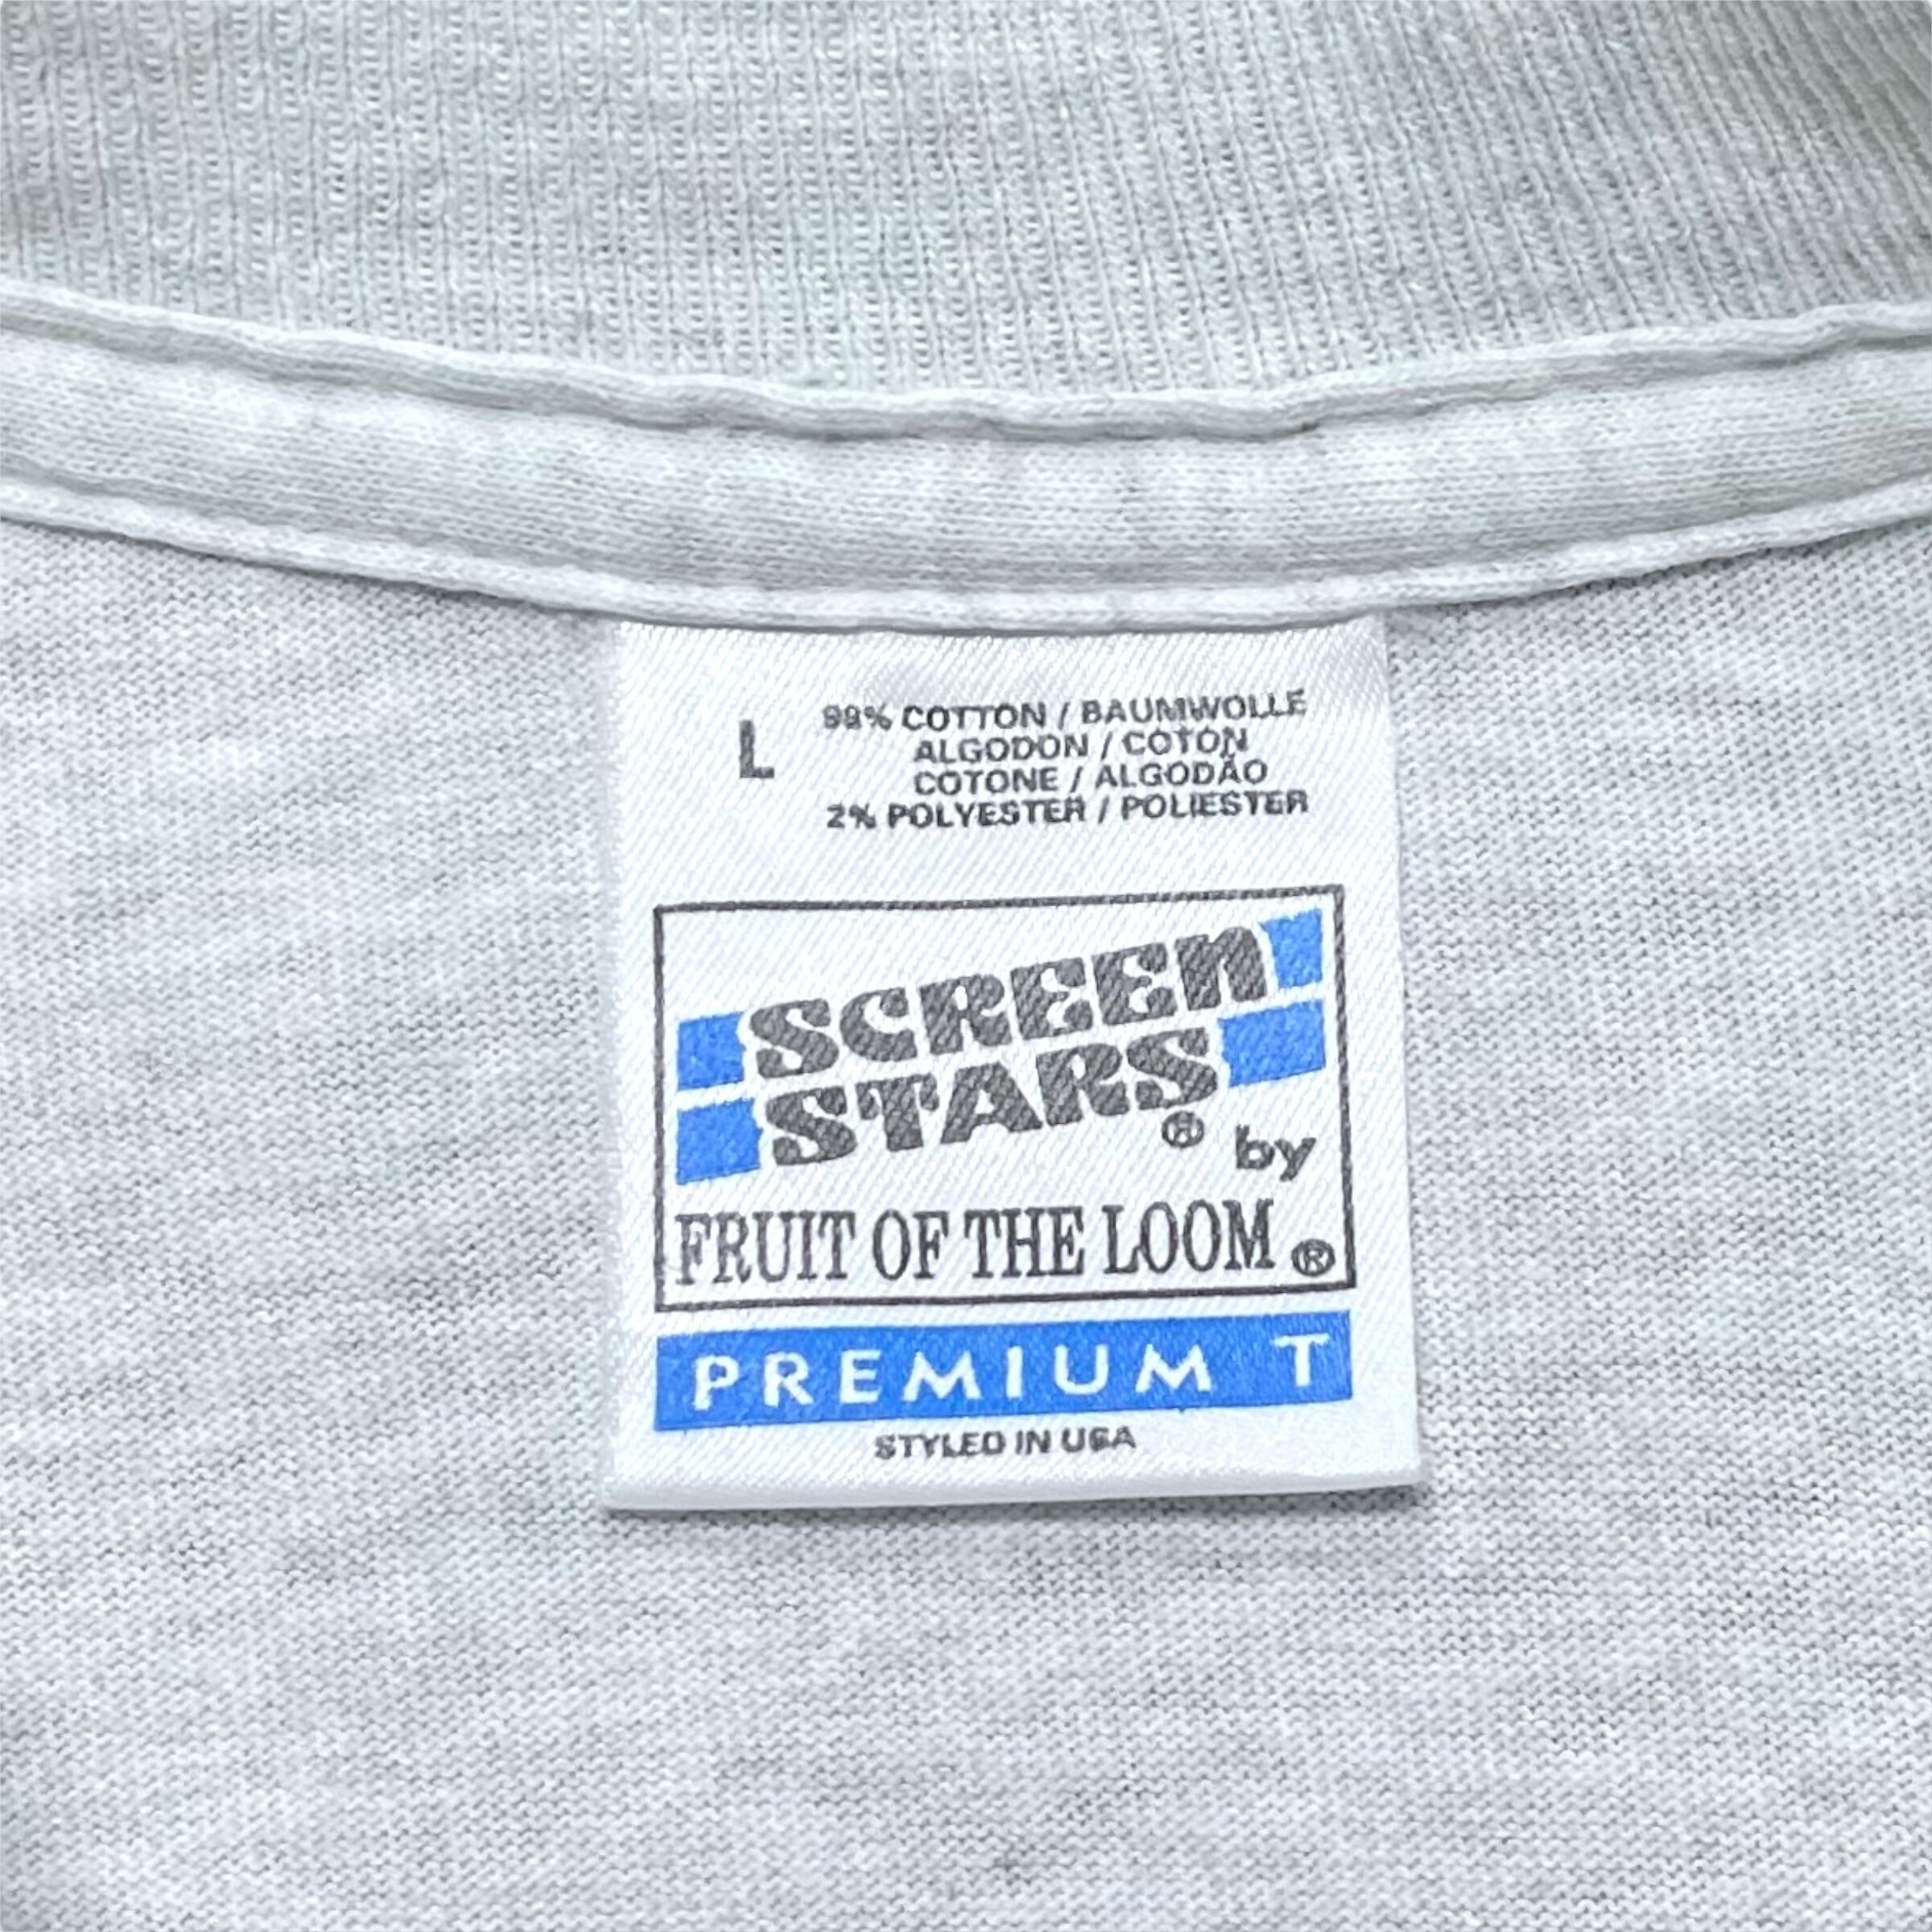 L
98% COTTON / BAUMWOLLE
ALGODON / COTON
COTONE / ALGODÃO
2% POLYESTER / POLIESTER
SCREEN
STARS® by
FRUIT OF THE LOOM®
PREMIUM T
STYLED IN USA